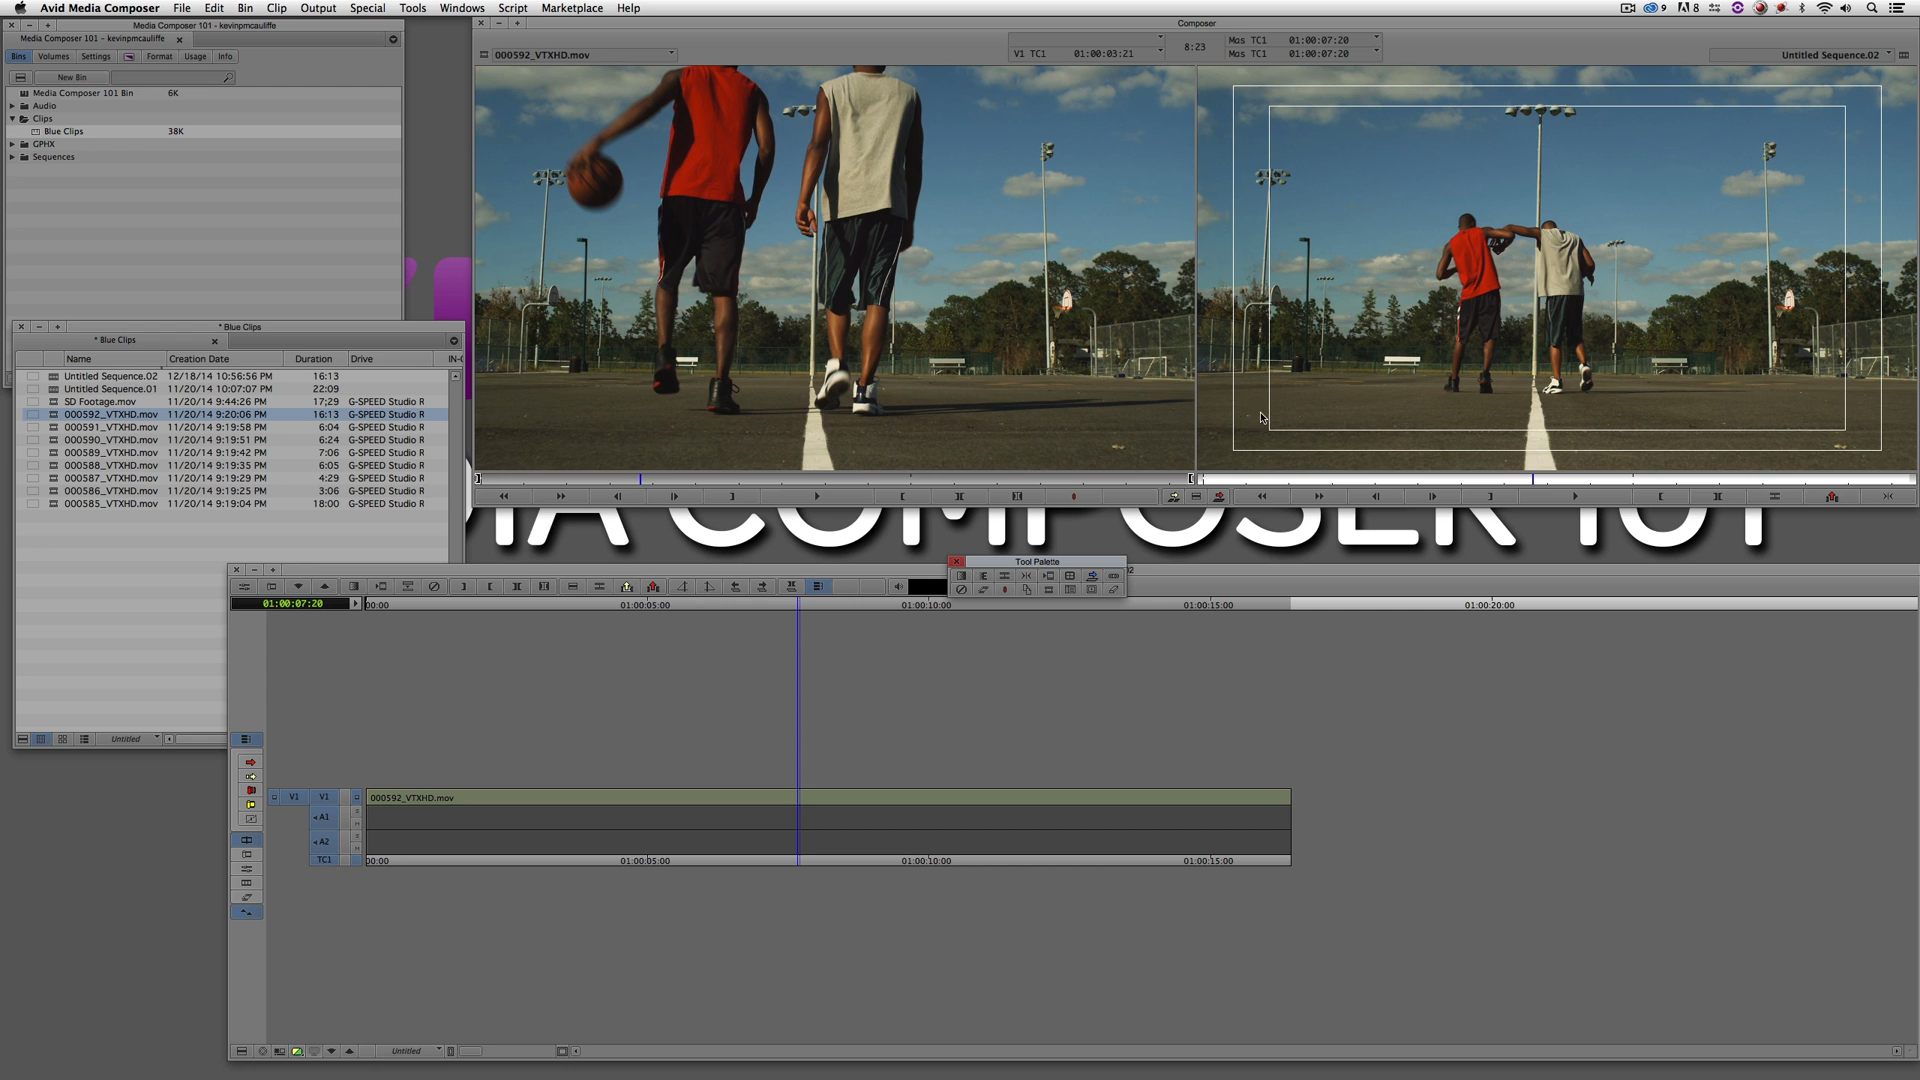 Avid Media Composer File Edit Bin Clip Output Special Tools Windows Script Marketplace Help
9 8
Media Composer 101 - kevinpmcauliffe
Media Composer 101 - kevinpmcauliffe
Bins Volumes Settings Format Usage Info
New Bin
Media Composer 101 Bin 6K
Audio
Clips
Blue Clips 38K
GPHX
Sequences
Composer
000592_VTXHD.mov
V1 TC1 01:00:03:21
8:23
Mas TC1 01:00:07:20
Mas TC1 01:00:07:20
Untitled Sequence.02
* Blue Clips
* Blue Clips
Name Creation Date Duration Drive
Untitled Sequence.02 12/18/14 10:56:56 PM 16:13
Untitled Sequence.01 11/20/14 10:07:07 PM 22:09
SD Footage.mov 11/20/14 9:44:26 PM 17;29 G-SPEED Studio R
000592_VTXHD.mov 11/20/14 9:20:06 PM 16:13 G-SPEED Studio R
000591_VTXHD.mov 11/20/14 9:19:58 PM 6:04 G-SPEED Studio R
000590_VTXHD.mov 11/20/14 9:19:51 PM 6:24 G-SPEED Studio R
000589_VTXHD.mov 11/20/14 9:19:42 PM 7:06 G-SPEED Studio R
000588_VTXHD.mov 11/20/14 9:19:35 PM 6:05 G-SPEED Studio R
000587_VTXHD.mov 11/20/14 9:19:29 PM 4:29 G-SPEED Studio R
000586_VTXHD.mov 11/20/14 9:19:25 PM 3:06 G-SPEED Studio R
000585_VTXHD.mov 11/20/14 9:19:04 PM 18:00 G-SPEED Studio R
Untitled
DIA COMPOSER 101
Tool Palette
01:00:07:20
00:00 01:00:05:00 01:00:10:00 01:00:15:00 01:00:20:00
V1 V1 000592_VTXHD.mov
A1
A2
TC1 00:00 01:00:05:00 01:00:10:00 01:00:15:00
Untitled